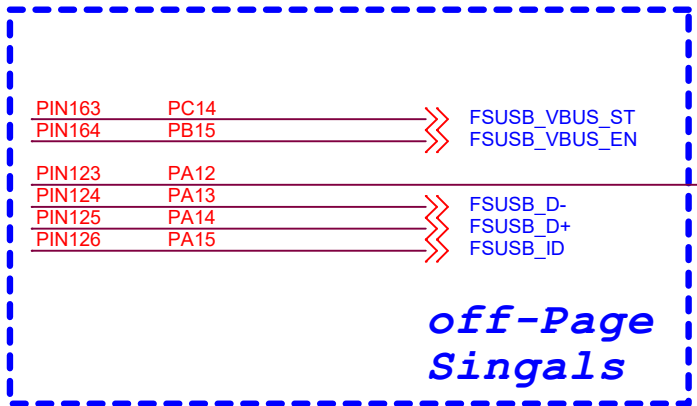 PIN163 PC14 FSUSB_VBUS_ST
PIN164 PB15 FSUSB_VBUS_EN
PIN123 PA12
PIN124 PA13 FSUSB_D-
PIN125 PA14 FSUSB_D+
PIN126 PA15 FSUSB_ID
off-Page
Singals